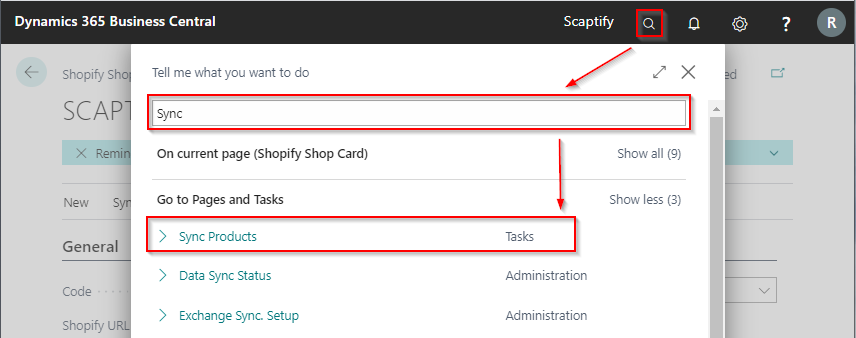 Dynamics 365 Business Central
Scaptify
?
R
Shopify Shop
ed
Tell me what you want to do
SCAPT
Sync
Remin
On current page (Shopify Shop Card)
Show all (9)
New
Go to Pages and Tasks
Show less (3)
Sync Products
Tasks
General
Data Sync Status
Administration
Code
Exchange Sync. Setup
Administration
Shopify URL